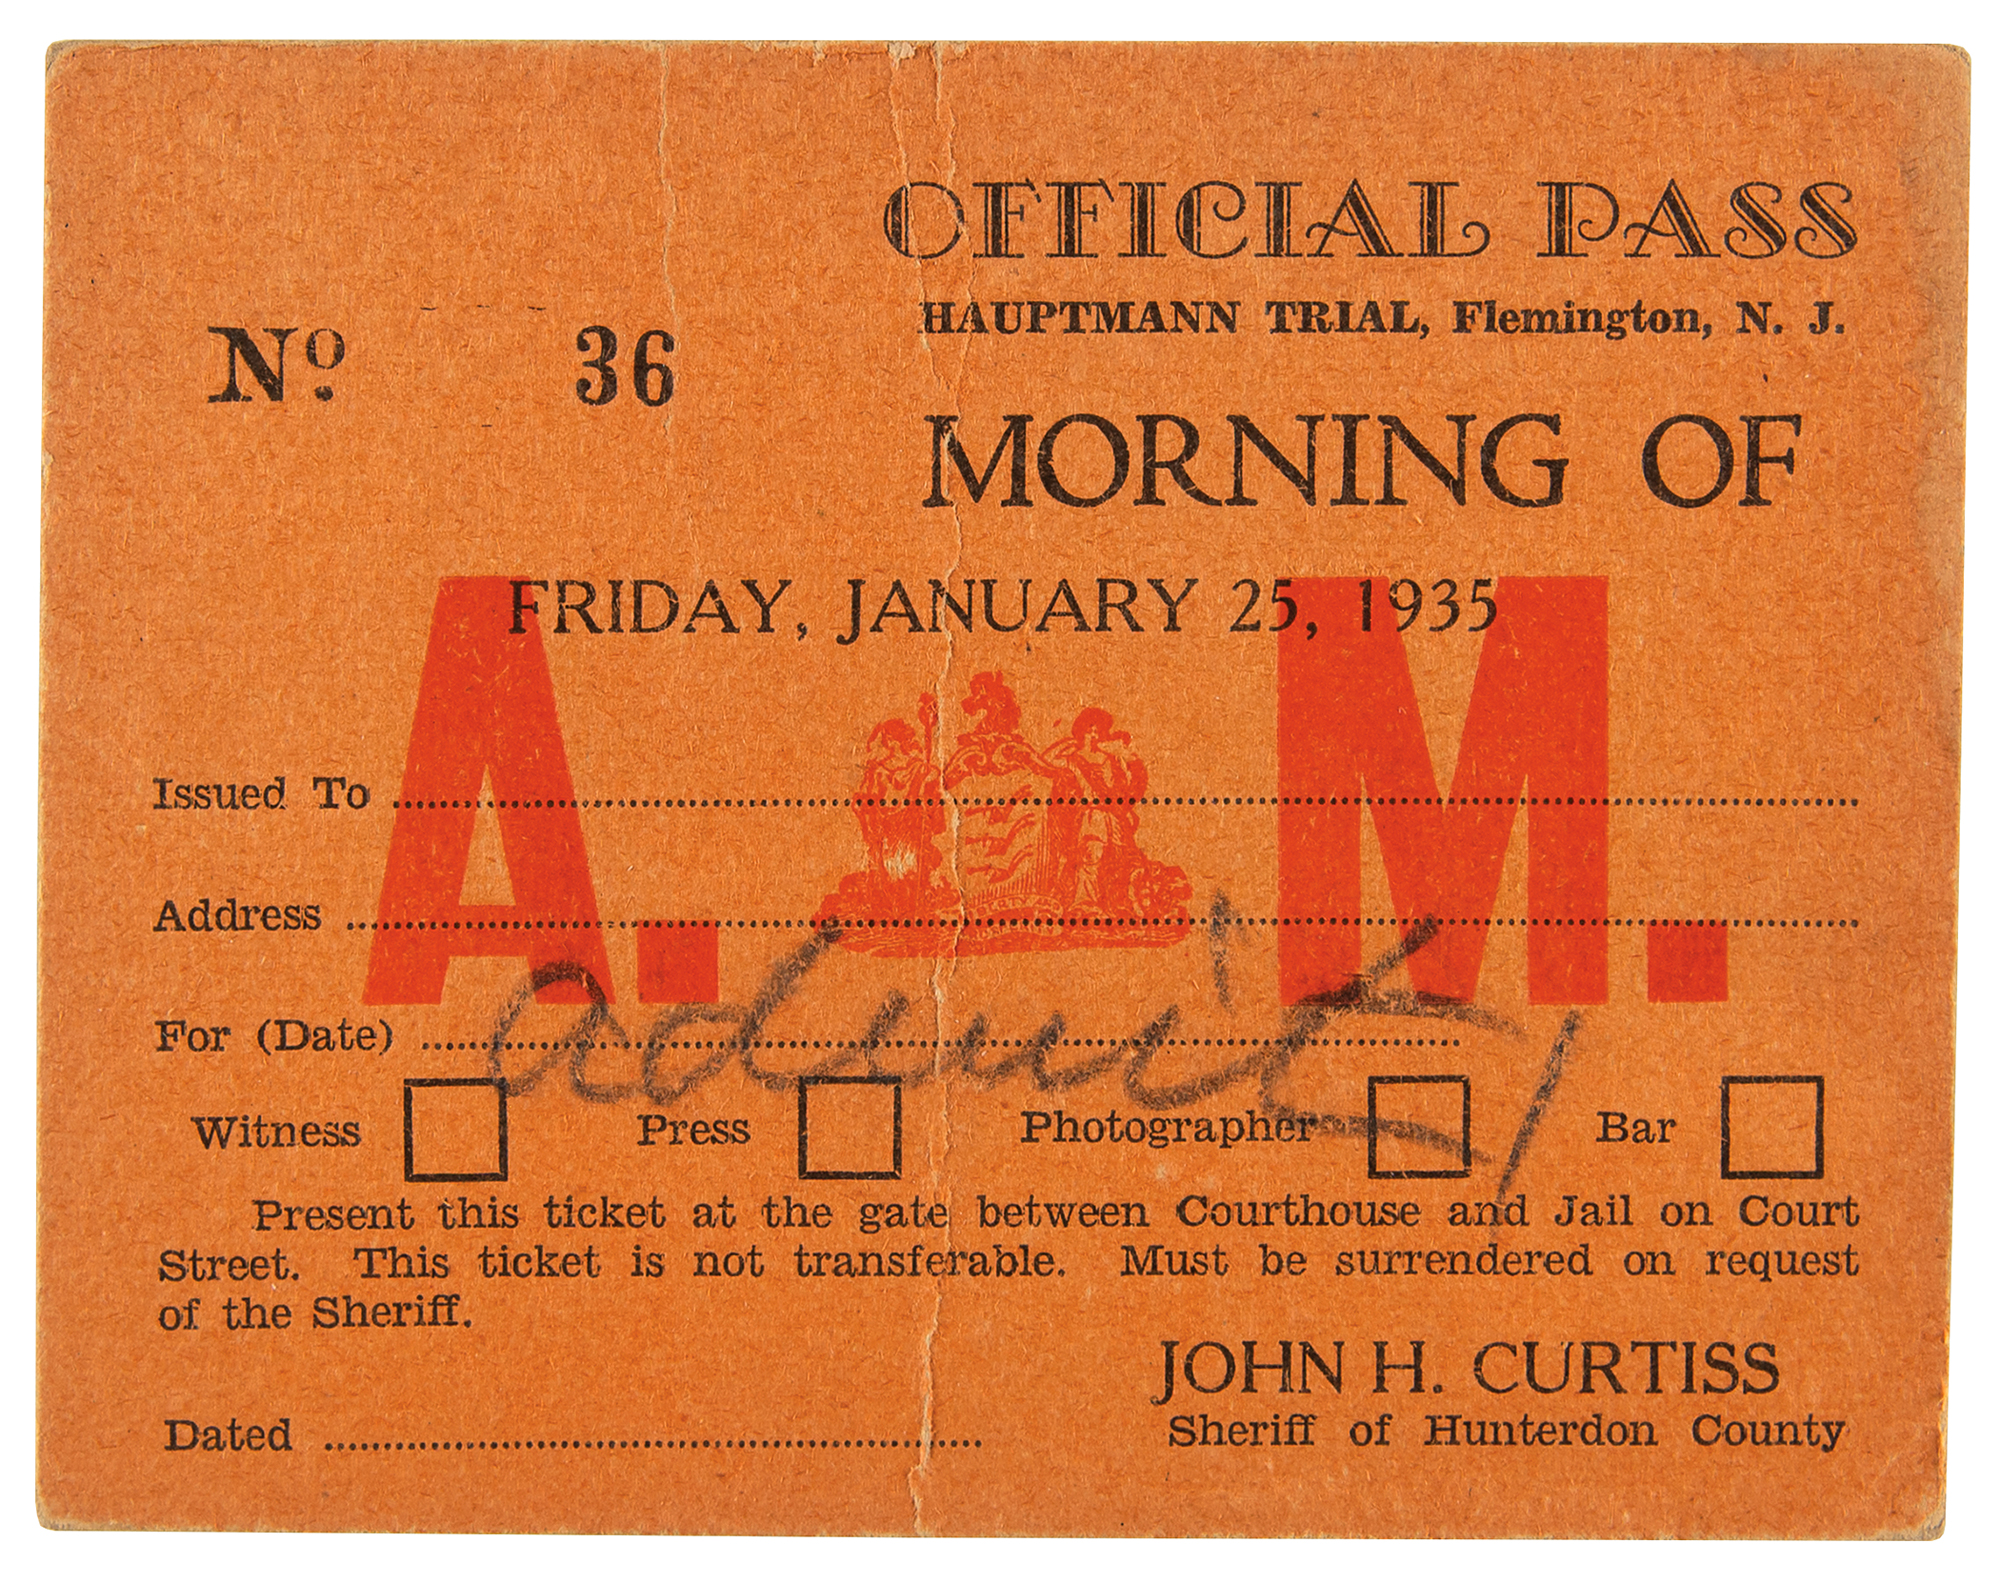 OFFICIAL PASS
HAUPTMANN TRIAL, Flemington, N. J.
No. 36
MORNING OF
FRIDAY, JANUARY 25, 1935
A. M.
Issued To
Address
For (Date)
admit 1
Witness Press Photographer Bar
Present this ticket at the gate between Courthouse and Jail on Court
Street. This ticket is not transferable. Must be surrendered on request
of the Sheriff.
JOHN H. CURTISS
Sheriff of Hunterdon County
Dated